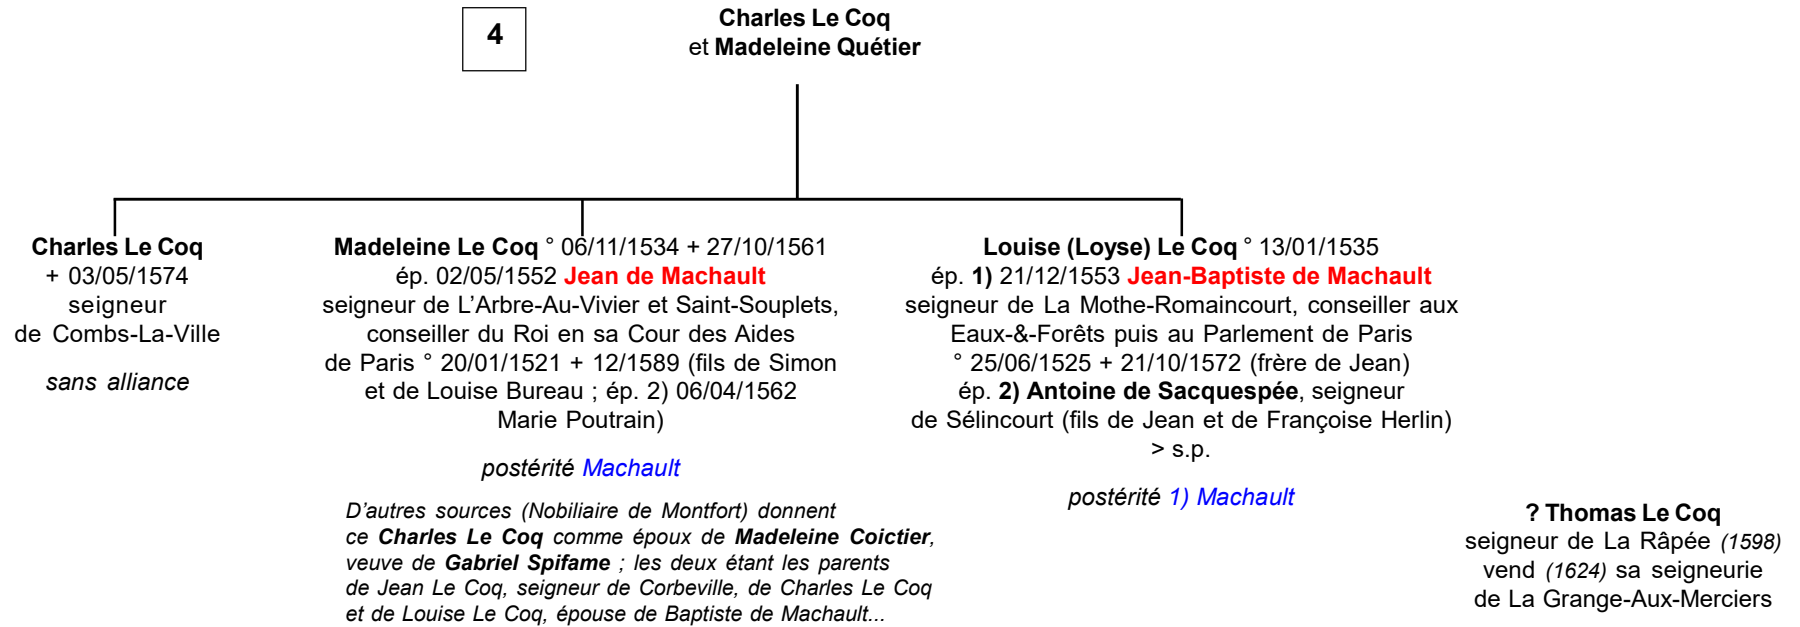 4
Charles Le Coq
et Madeleine Quétier
Charles Le Coq
+ 03/05/1574
seigneur
de Combs-La-Ville
sans alliance
Madeleine Le Coq ° 06/11/1534 + 27/10/1561
ép. 02/05/1552 Jean de Machault
seigneur de L'Arbre-Au-Vivier et Saint-Souplets,
conseiller du Roi en sa Cour des Aides
de Paris ° 20/01/1521 + 12/1589 (fils de Simon
et de Louise Bureau ; ép. 2) 06/04/1562
Marie Poutrain)
postérité Machault
D'autres sources (Nobiliaire de Montfort) donnent
ce Charles Le Coq comme époux de Madeleine Coictier,
veuve de Gabriel Spifame ; les deux étant les parents
de Jean Le Coq, seigneur de Corbeville, de Charles Le Coq
et de Louise Le Coq, épouse de Baptiste de Machault...
Louise (Loyse) Le Coq ° 13/01/1535
ép. 1) 21/12/1553 Jean-Baptiste de Machault
seigneur de La Mothe-Romaincourt, conseiller aux
Eaux-&-Forêts puis au Parlement de Paris
° 25/06/1525 + 21/10/1572 (frère de Jean)
ép. 2) Antoine de Sacquespée, seigneur
de Sélincourt (fils de Jean et de Françoise Herlin)
> s.p.
postérité 1) Machault
? Thomas Le Coq
seigneur de La Râpée (1598)
vend (1624) sa seigneurie
de La Grange-Aux-Merciers